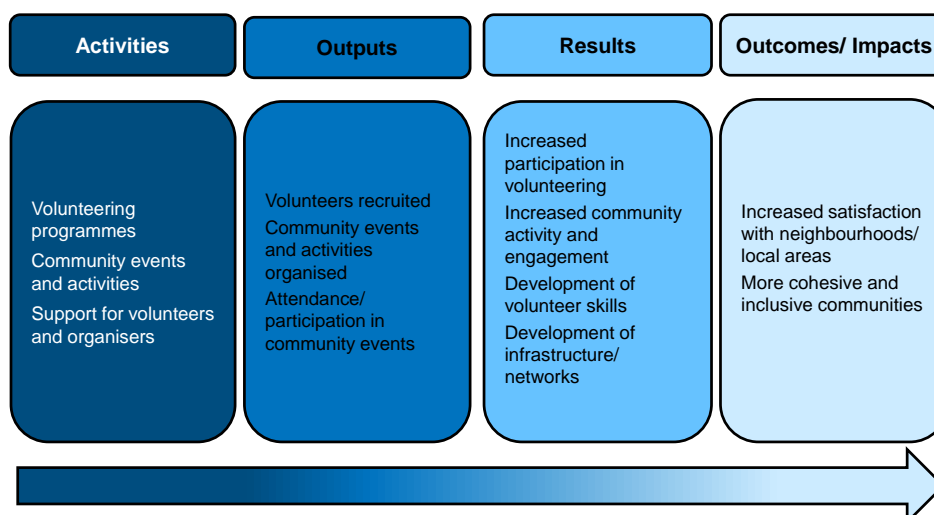 Activities
Outputs
Results
Outcomes/ Impacts
Volunteering
programmes
Community events
and activities
Support for volunteers
and organisers
Volunteers recruited
Community events
and activities
organised
Attendance/
participation in
community events
Increased
participation in
volunteering
Increased community
activity and
engagement
Development of
volunteer skills
Development of
infrastructure/
networks
Increased satisfaction
with neighbourhoods/
local areas
More cohesive and
inclusive communities